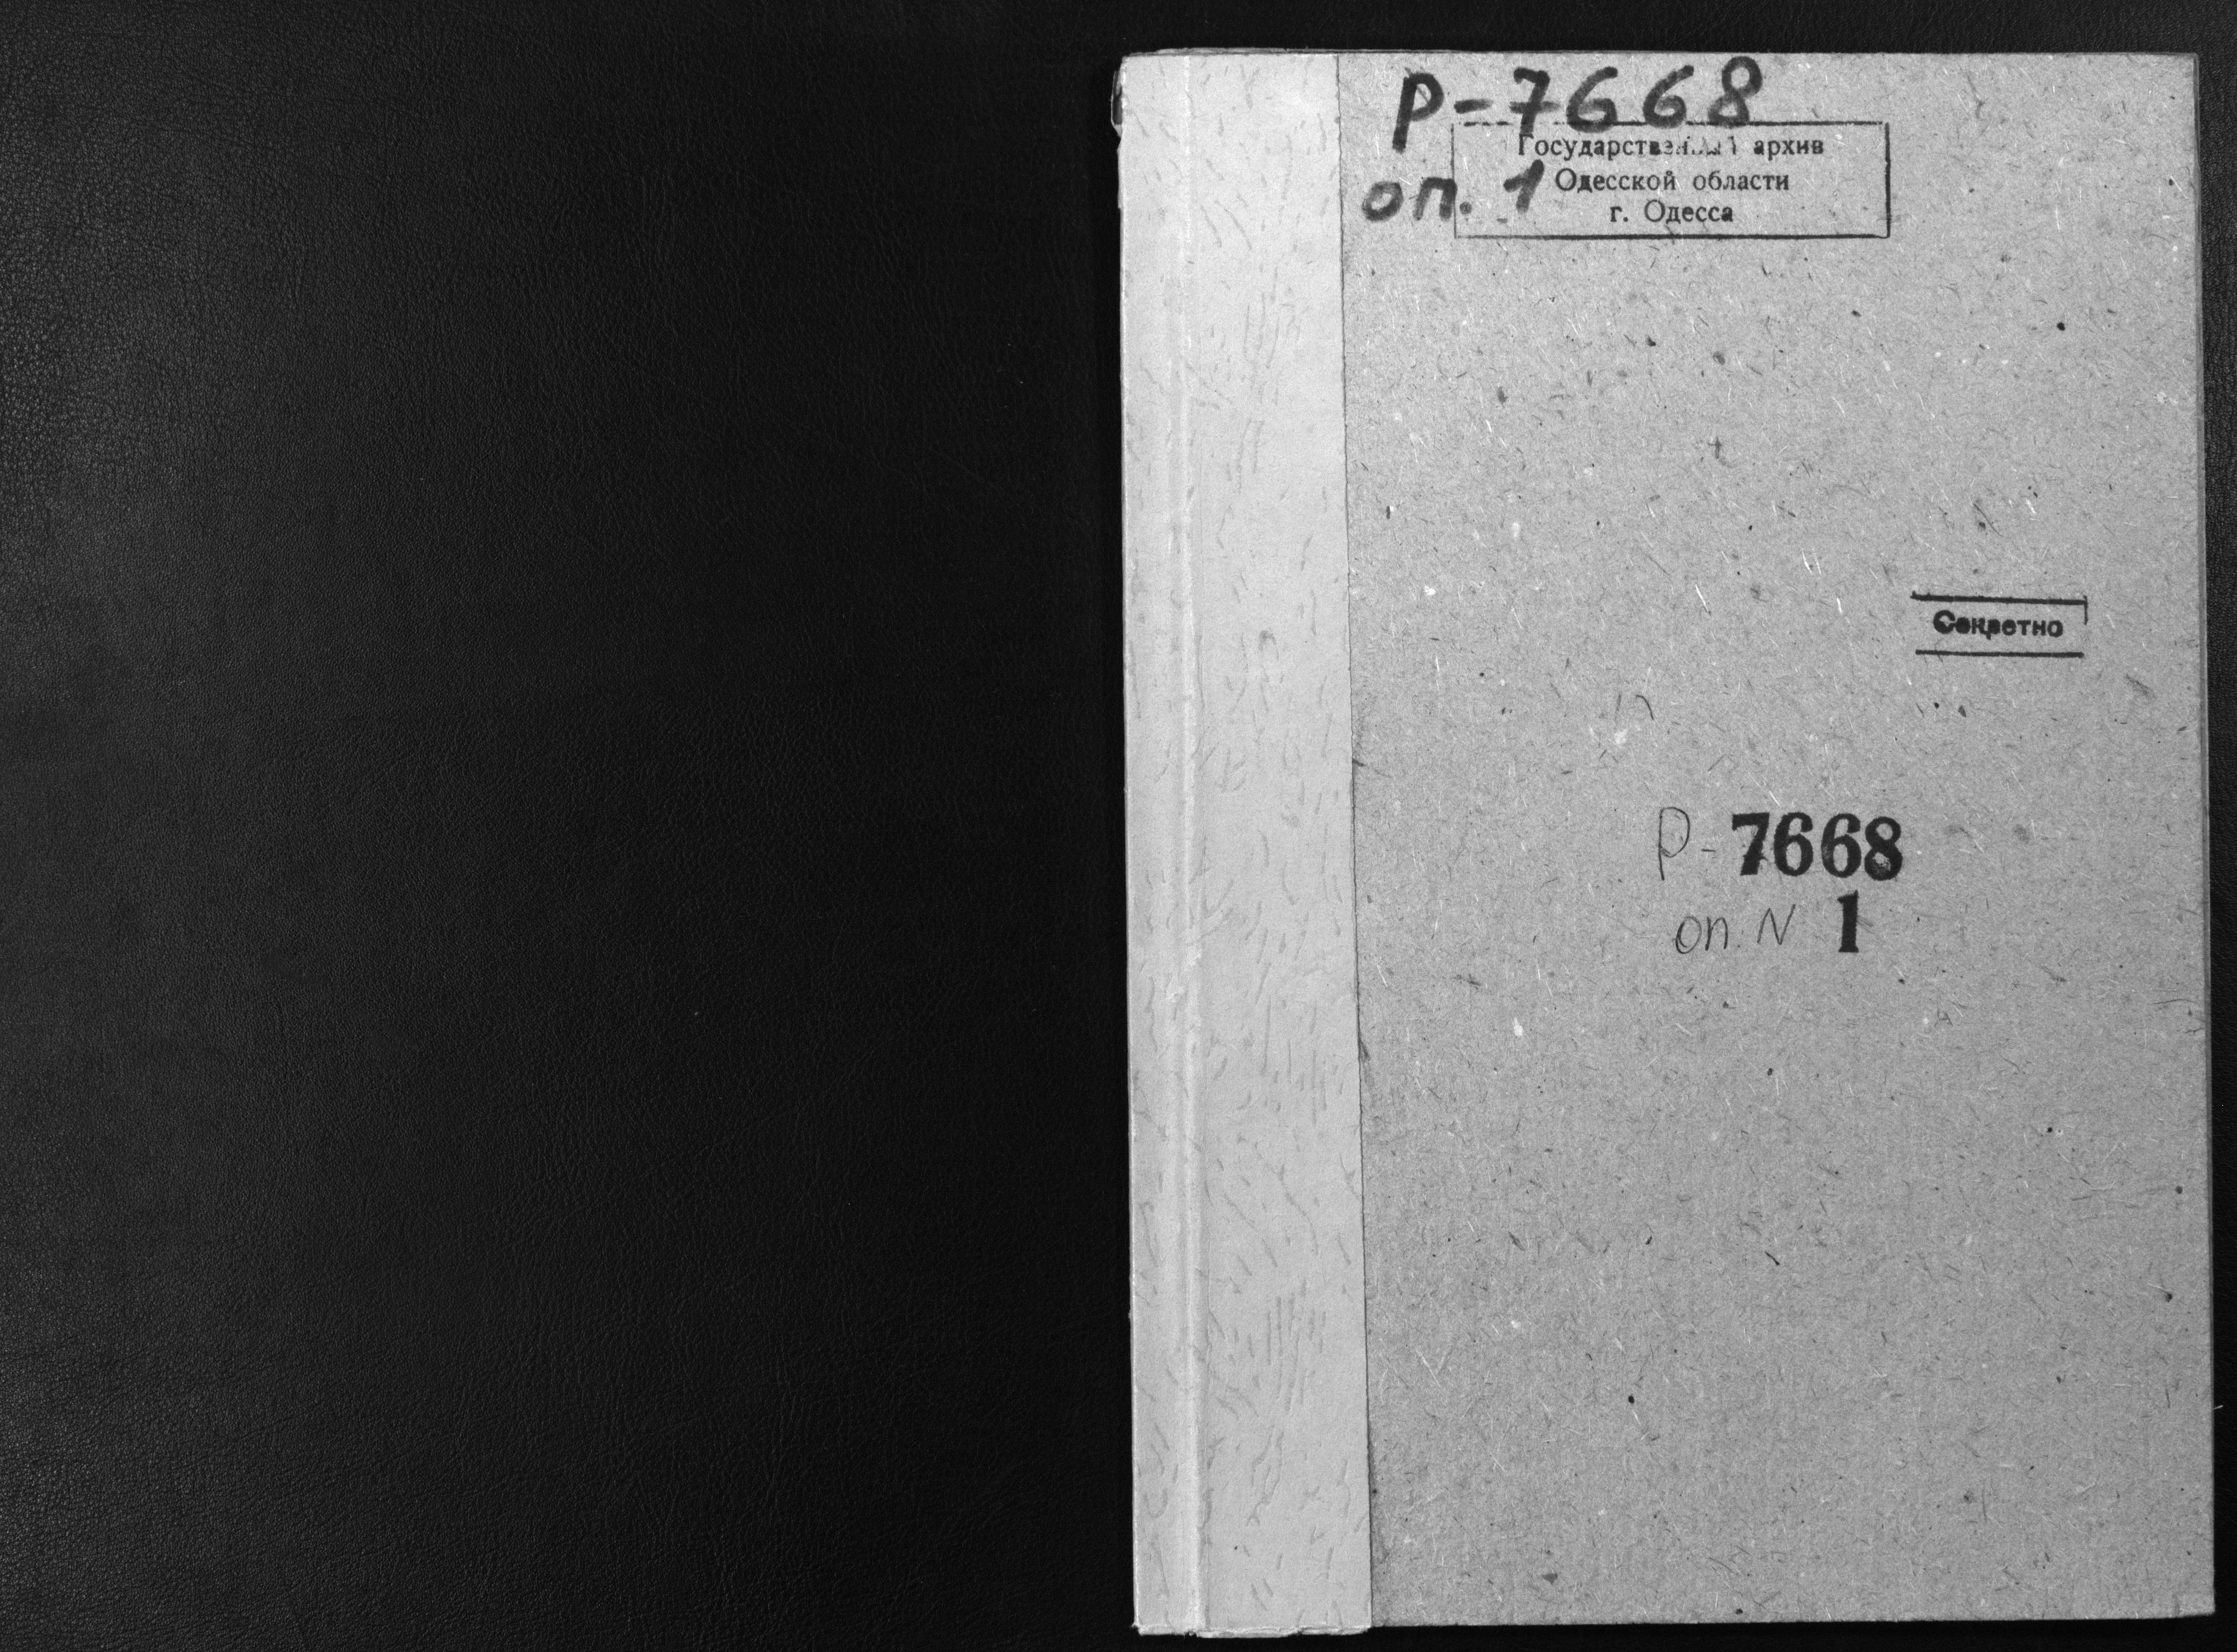 Р-7668
Государственный архив
оп. 1
Одесской области
г. Одесса
Секретно
Р-7668
оп. N 1